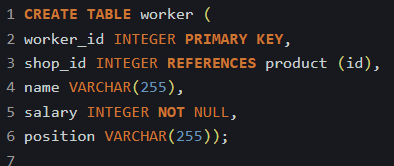 1 CREATE TABLE worker (
2 worker_id INTEGER PRIMARY KEY,
3 shop_id INTEGER REFERENCES product (id),
4 name VARCHAR(255),
5 salary INTEGER NOT NULL,
6 position VARCHAR(255));
7